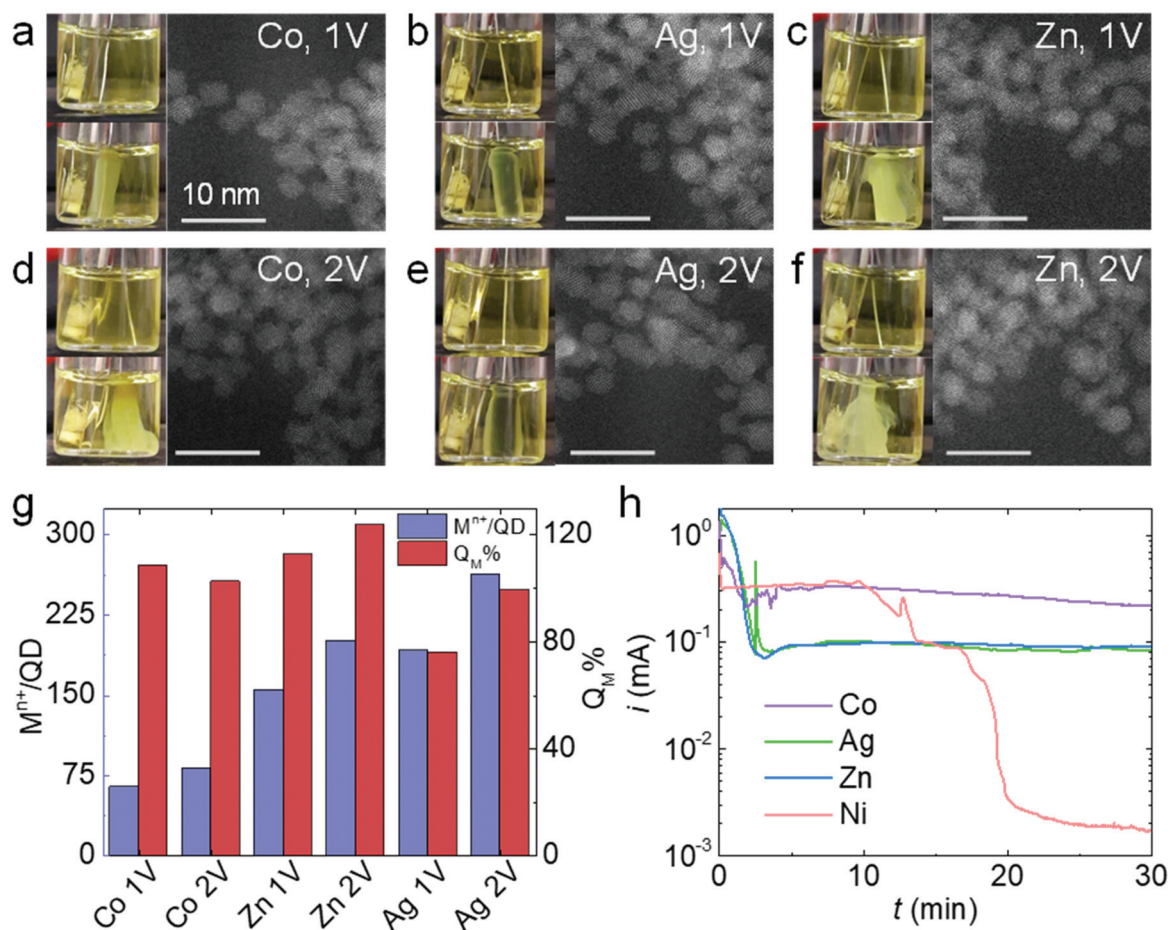 a
Co, 1V
10 nm
b
Ag, 1V
c
Zn, 1V
d
Co, 2V
e
Ag, 2V
f
Zn, 2V
g
300
225
150
75
0
Mⁿ⁺/QD
Mⁿ⁺/QD
Q_M%
120
80
40
0
Q_M%
Co 1V
Co 2V
Zn 1V
Zn 2V
Ag 1V
Ag 2V
h
10⁰
10⁻¹
10⁻²
10⁻³
i (mA)
Co
Ag
Zn
Ni
0
10
20
30
t (min)